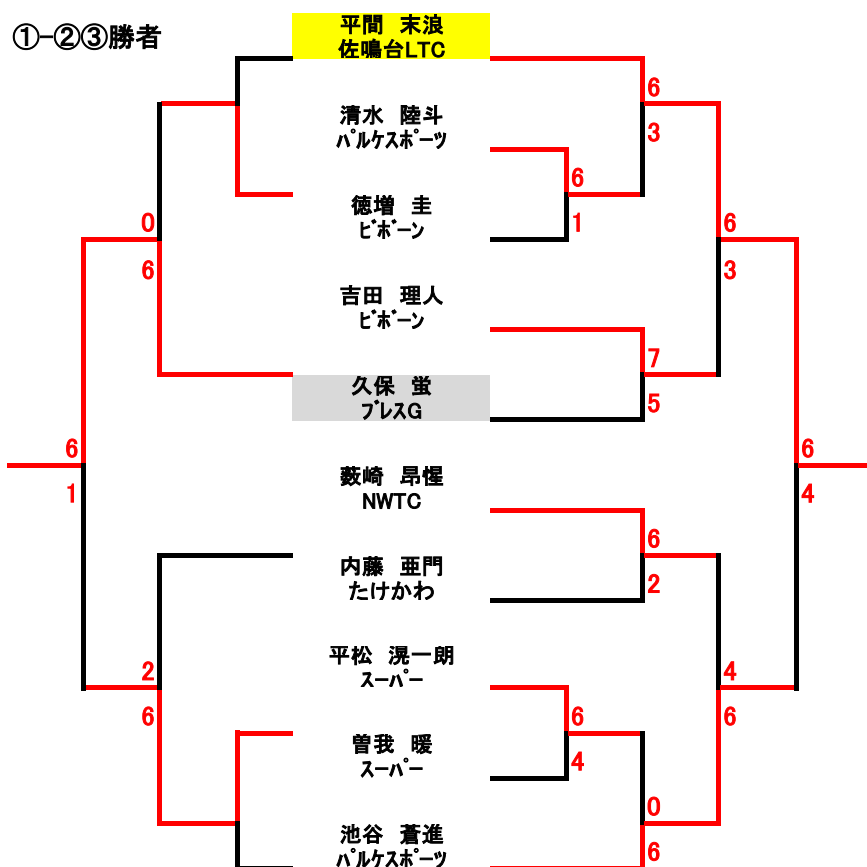 ①-②③勝者
平間 末浪
佐鳴台LTC
清水 陸斗
ﾊﾟﾙｹｽﾎﾟｰﾂ
徳増 圭
ﾋﾞﾎﾞｰﾝ
吉田 理人
ﾋﾞﾎﾞｰﾝ
久保 蛍
ﾌﾞﾚｽG
薮崎 昂惺
NWTC
内藤 亜門
たけかわ
平松 滉一朗
ｽｰﾊﾟｰ
曽我 暖
ｽｰﾊﾟｰ
池谷 蒼進
ﾊﾟﾙｹｽﾎﾟｰﾂ
0
6
6
1
2
6
6
3
6
1
6
3
7
5
6
4
6
2
4
6
6
4
0
6